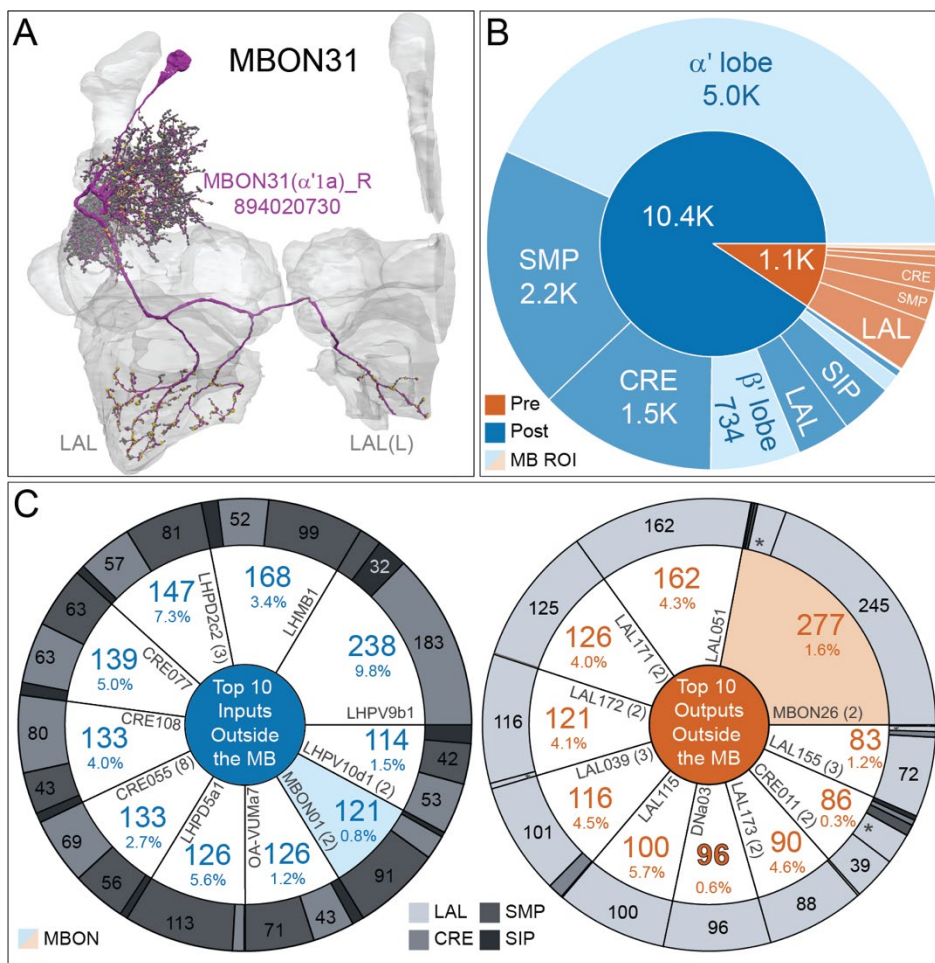 A
MBON31
MBON31(α'1a)_R
894020730
LAL
LAL(L)
B
α' lobe
5.0K
10.4K
1.1K
CRE
SMP
LAL
SMP
2.2K
CRE
1.5K
β' lobe
734
LAL
SIP
Pre
Post
MB ROI
C
Top 10
Inputs
Outside
the MB
238
9.8%
LHPV9b1
183
32
168
3.4%
LHMB1
99
52
147
7.3%
LHPD2c2 (3)
81
57
139
5.0%
CRE077
63
63
133
4.0%
CRE108
80
43
133
2.7%
CRE055 (8)
69
56
126
5.6%
LHPD5a1
113
126
1.2%
OA-VUMa7
71
43
121
0.8%
MBON01 (2)
91
114
1.5%
LHPV10d1 (2)
53
42
MBON
Top 10
Outputs
Outside
the MB
277
1.6%
MBON26 (2)
245
*
162
4.3%
LAL051
162
126
4.0%
LAL171 (2)
125
121
4.1%
LAL172 (2)
116
*
116
4.5%
LAL039 (3)
101
100
5.7%
LAL115
100
96
0.6%
DNa03
96
90
4.6%
LAL173 (2)
88
86
0.3%
CRE011 (2)
39
*
83
1.2%
LAL155 (3)
72
*
LAL
SMP
CRE
SIP